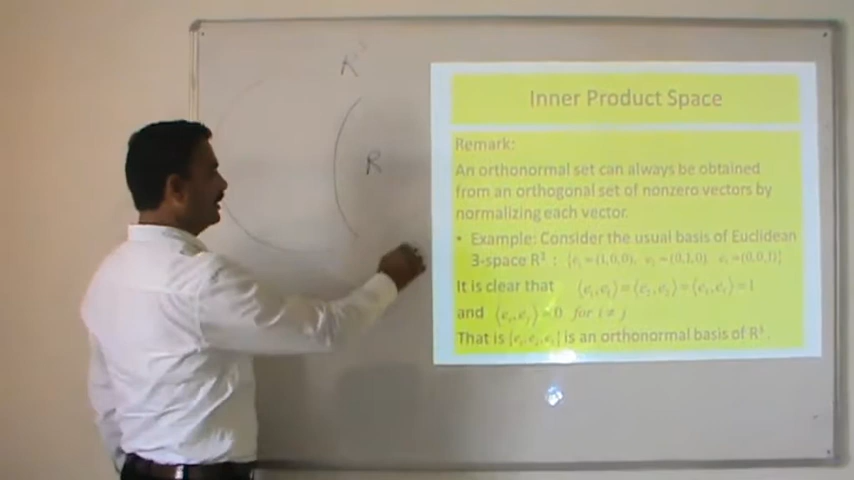 R³
R
Inner Product Space
Remark:
An orthonormal set can always be obtained
from an orthogonal set of nonzero vectors by
normalizing each vector.
• Example: Consider the usual basis of Euclidean
3-space R³ : {e₁ = (1,0,0), e₂ = (0,1,0) e₃ = (0,0,1)}
It is clear that ⟨e₁,e₁⟩ = ⟨e₂,e₂⟩ = ⟨e₃,e₃⟩ = 1
and ⟨eᵢ,eⱼ⟩ = 0 for i ≠ j
That is {e₁,e₂,e₃} is an orthonormal basis of R³.